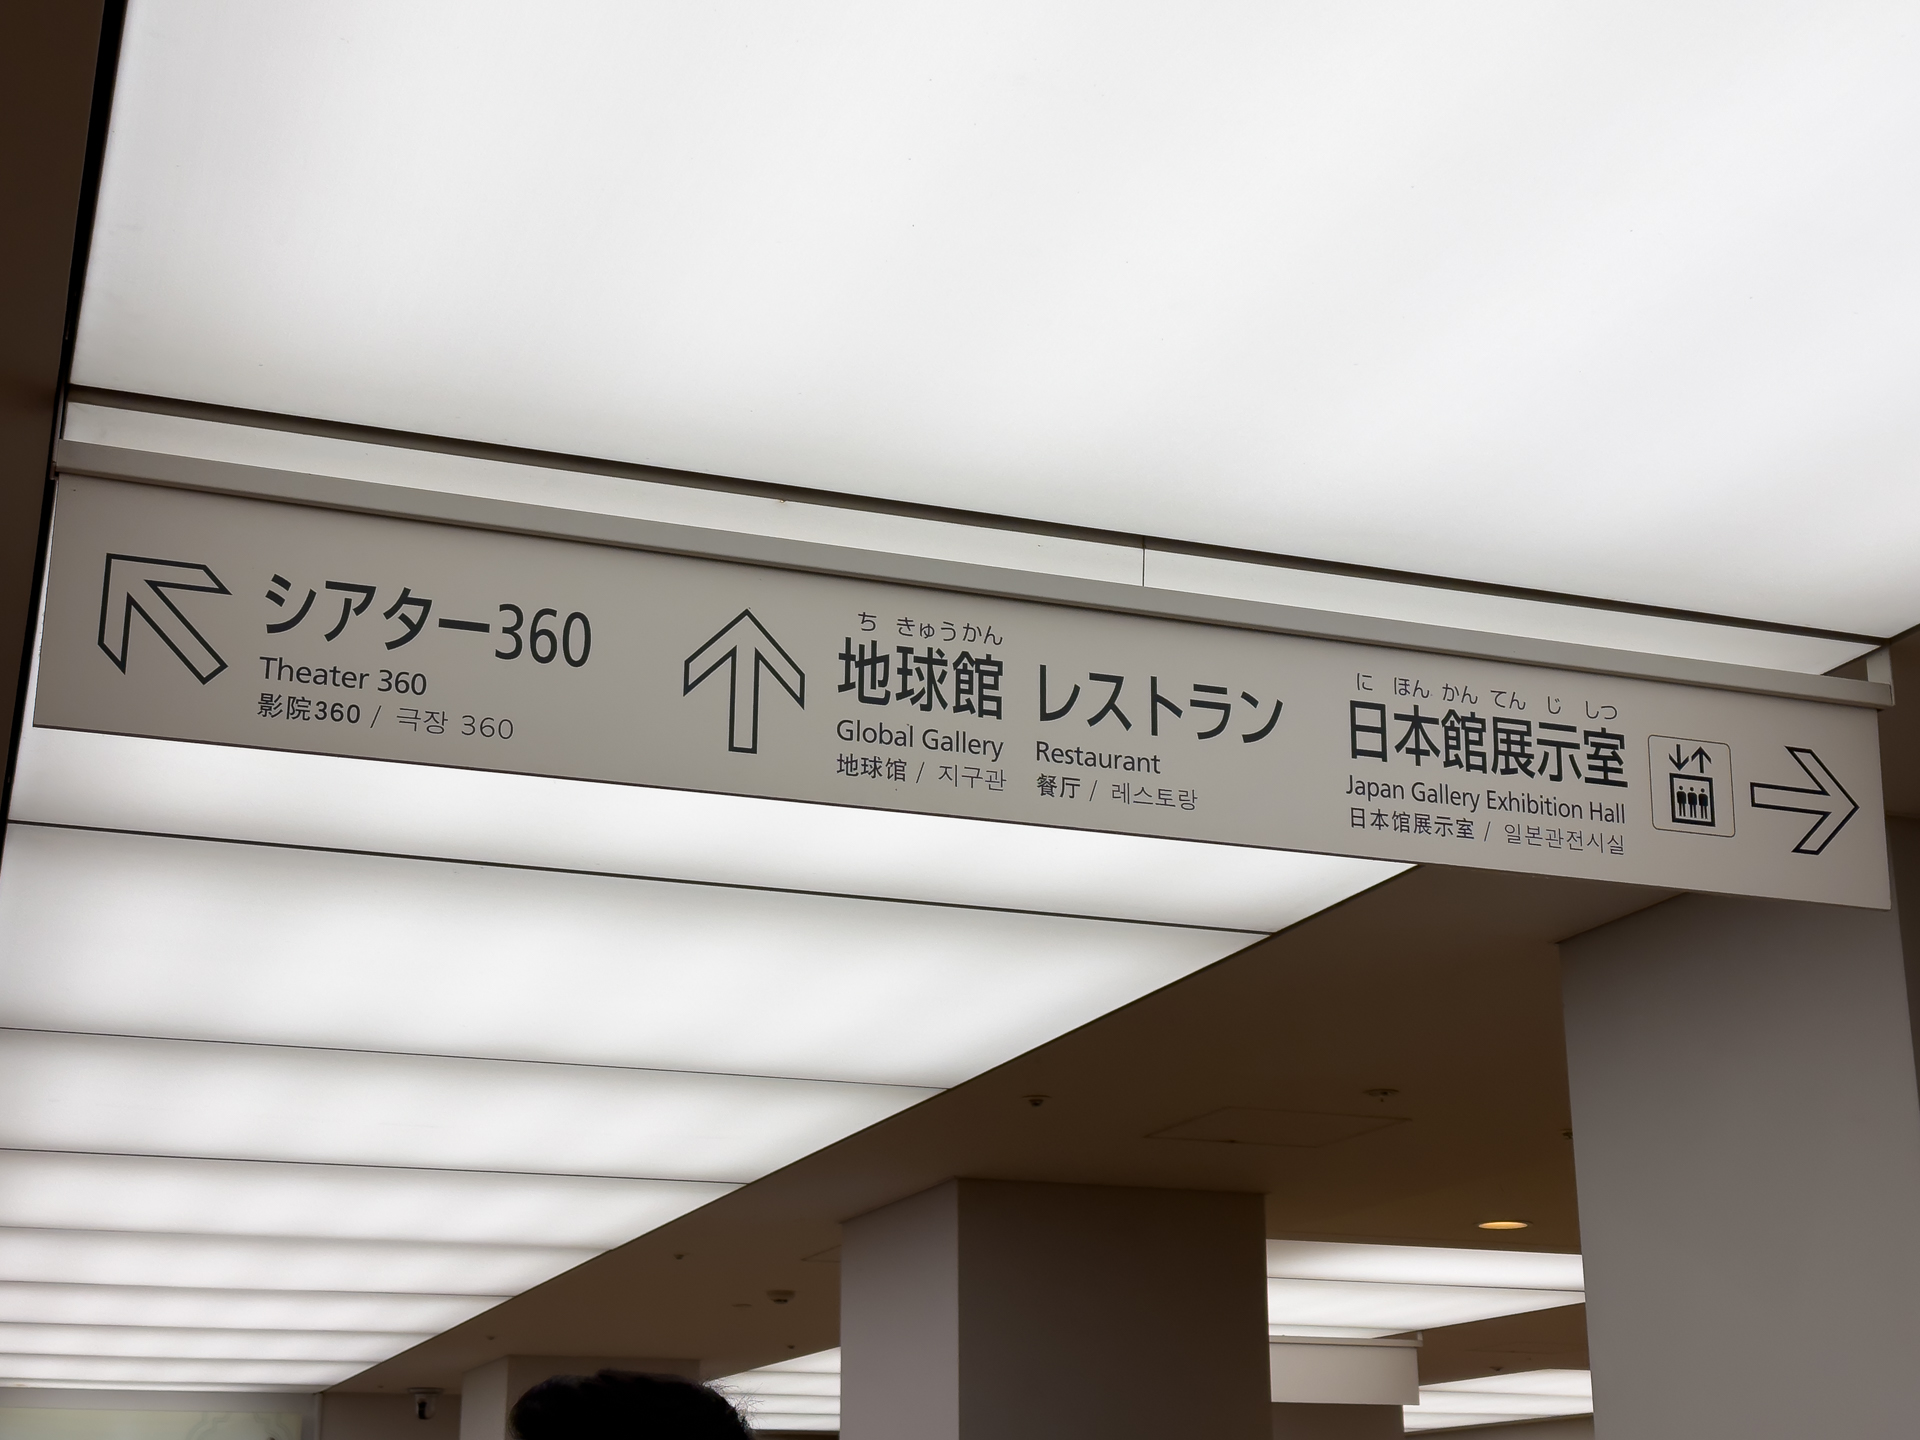 シアター360
Theater 360
影院360 / 극장 360
ち きゅうかん
地球館
Global Gallery
地球馆 / 지구관
レストラン
Restaurant
餐厅 / 레스토랑
に ほん かん てん じ しつ
日本館展示室
Japan Gallery Exhibition Hall
日本馆展示室 / 일본관전시실